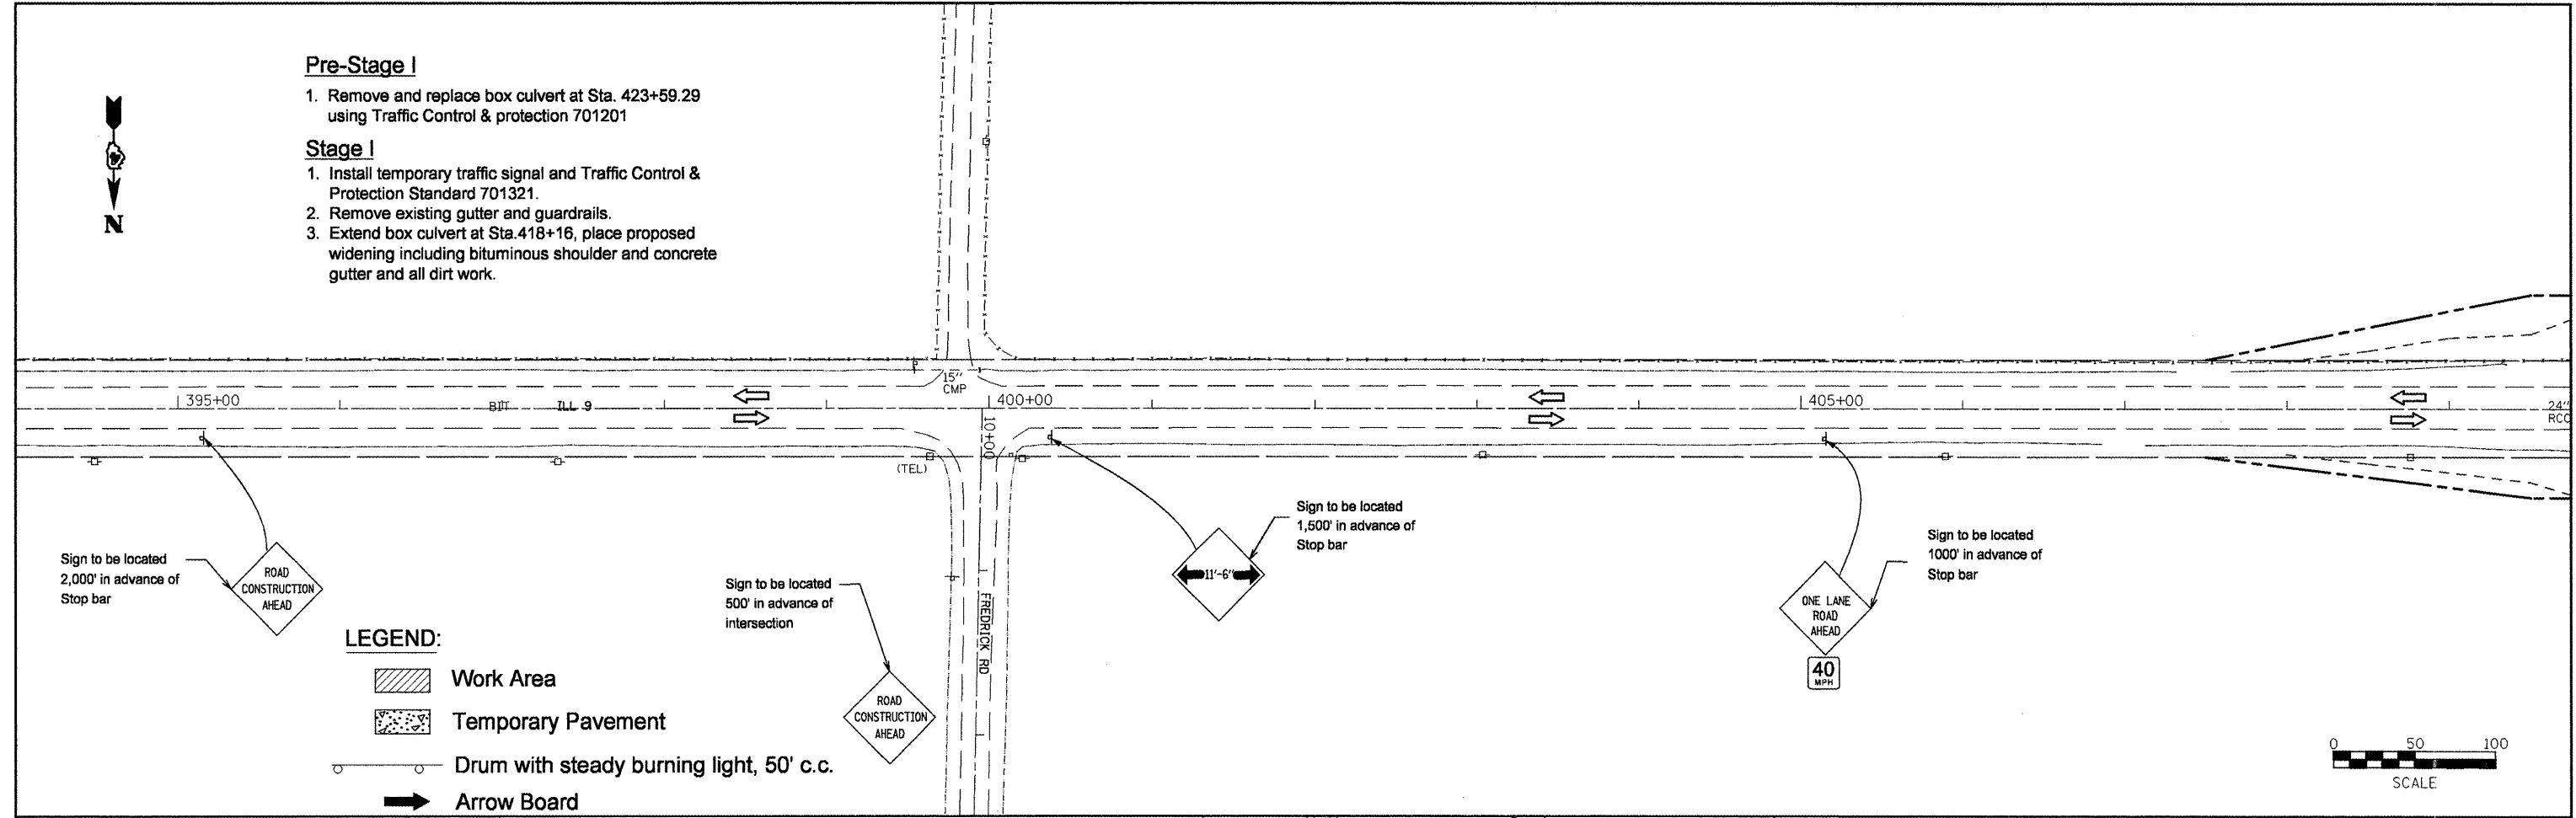 Pre-Stage I
1. Remove and replace box culvert at Sta. 423+59.29
using Traffic Control & protection 701201
Stage I
1. Install temporary traffic signal and Traffic Control &
Protection Standard 701321.
2. Remove existing gutter and guardrails.
3. Extend box culvert at Sta.418+16, place proposed
widening including bituminous shoulder and concrete
gutter and all dirt work.
N
15"
CMP
395+00
BIT
ILL 9
400+00
405+00
24"
RCC
10+00
(TEL)
FREDRICK RD
Sign to be located
2,000' in advance of
Stop bar
ROAD
CONSTRUCTION
AHEAD
Sign to be located
500' in advance of
intersection
ROAD
CONSTRUCTION
AHEAD
11'-6"
Sign to be located
1,500' in advance of
Stop bar
ONE LANE
ROAD
AHEAD
40
MPH
Sign to be located
1000' in advance of
Stop bar
LEGEND:
Work Area
Temporary Pavement
Drum with steady burning light, 50' c.c.
Arrow Board
0 50 100
SCALE